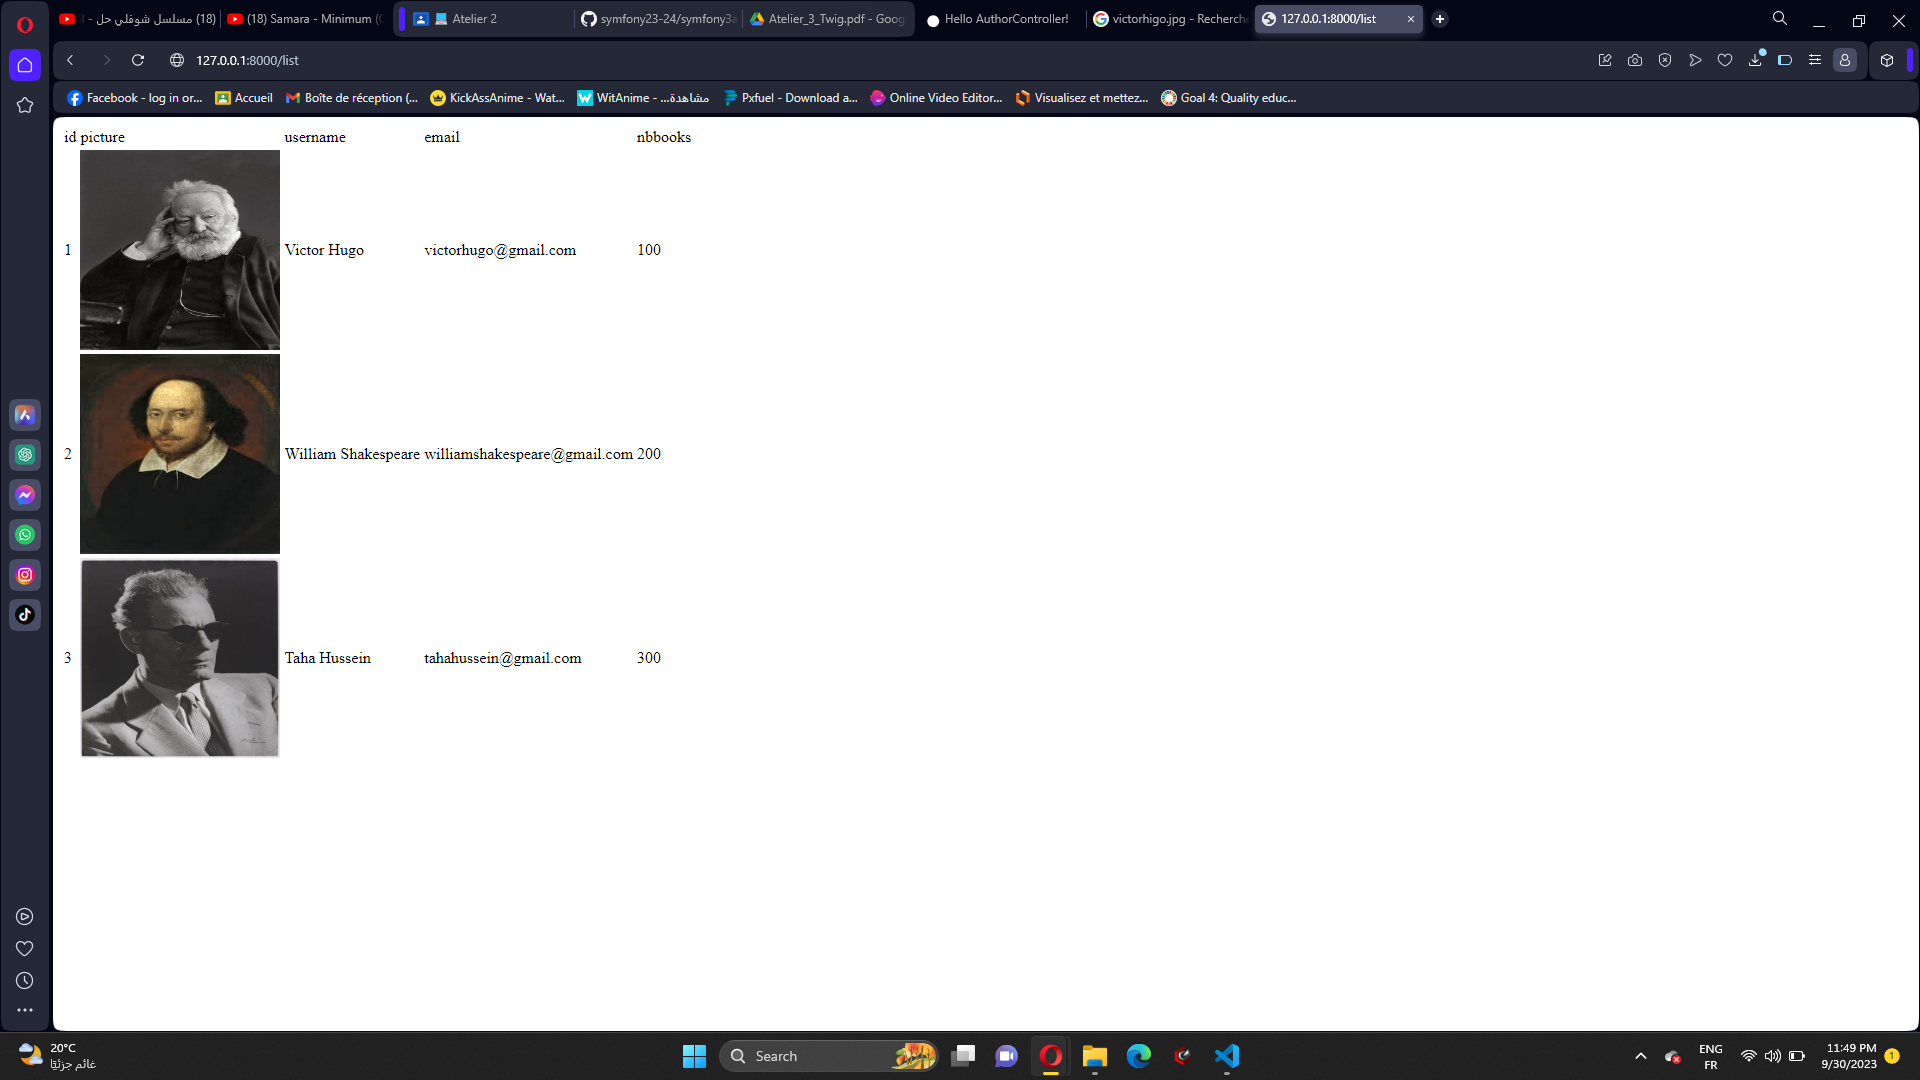 (18) مسلسل شوفلي حل - ا
(18) Samara - Minimum (C
Atelier 2
symfony23-24/symfony3a
Atelier_3_Twig.pdf - Goog
Hello AuthorController!
victorhigo.jpg - Recherche
127.0.0.1:8000/list
127.0.0.1:8000/list
Facebook - log in or...
Accueil
Boîte de réception (...
KickAssAnime - Wat...
WitAnime - ...مشاهدة
Pxfuel - Download a...
Online Video Editor...
Visualisez et mettez...
Goal 4: Quality educ...
id picture username email nbbooks
1 Victor Hugo victorhugo@gmail.com 100
2 William Shakespeare williamshakespeare@gmail.com 200
3 Taha Hussein tahahussein@gmail.com 300
20°C
غائم جزئيًا
Search
ENG
FR
11:49 PM
9/30/2023
1